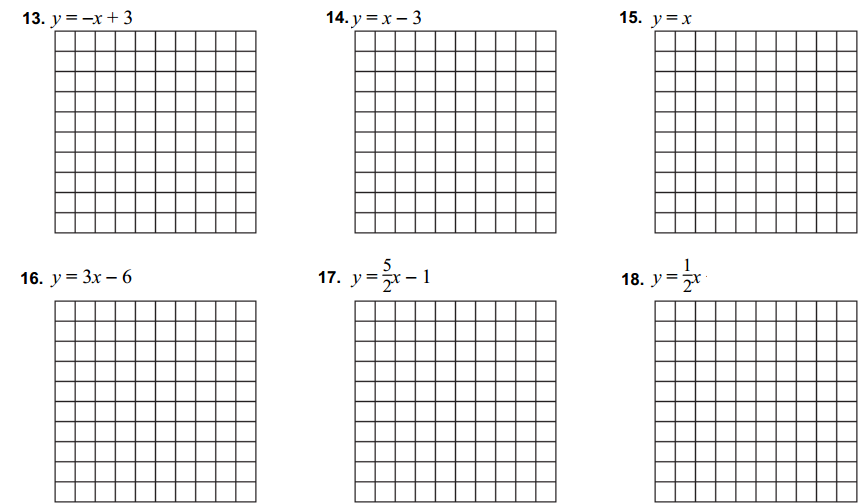 13. y = –x + 3
14. y = x – 3
15. y = x
16. y = 3x – 6
17. y = 5/2x – 1
18. y = 1/2x